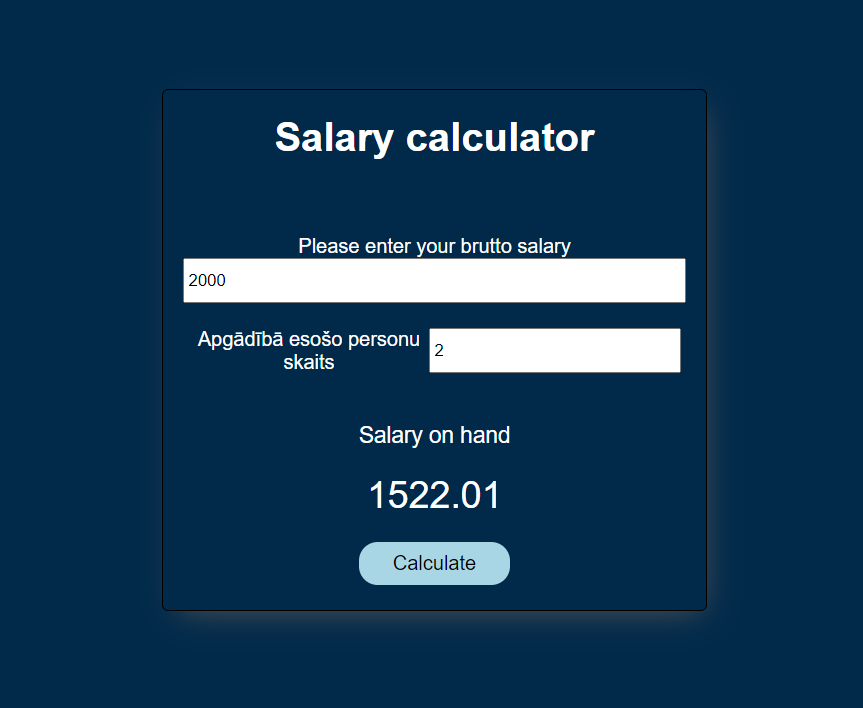 Salary calculator
Please enter your brutto salary
2000
Apgādībā esošo personu
skaits
2
Salary on hand
1522.01
Calculate